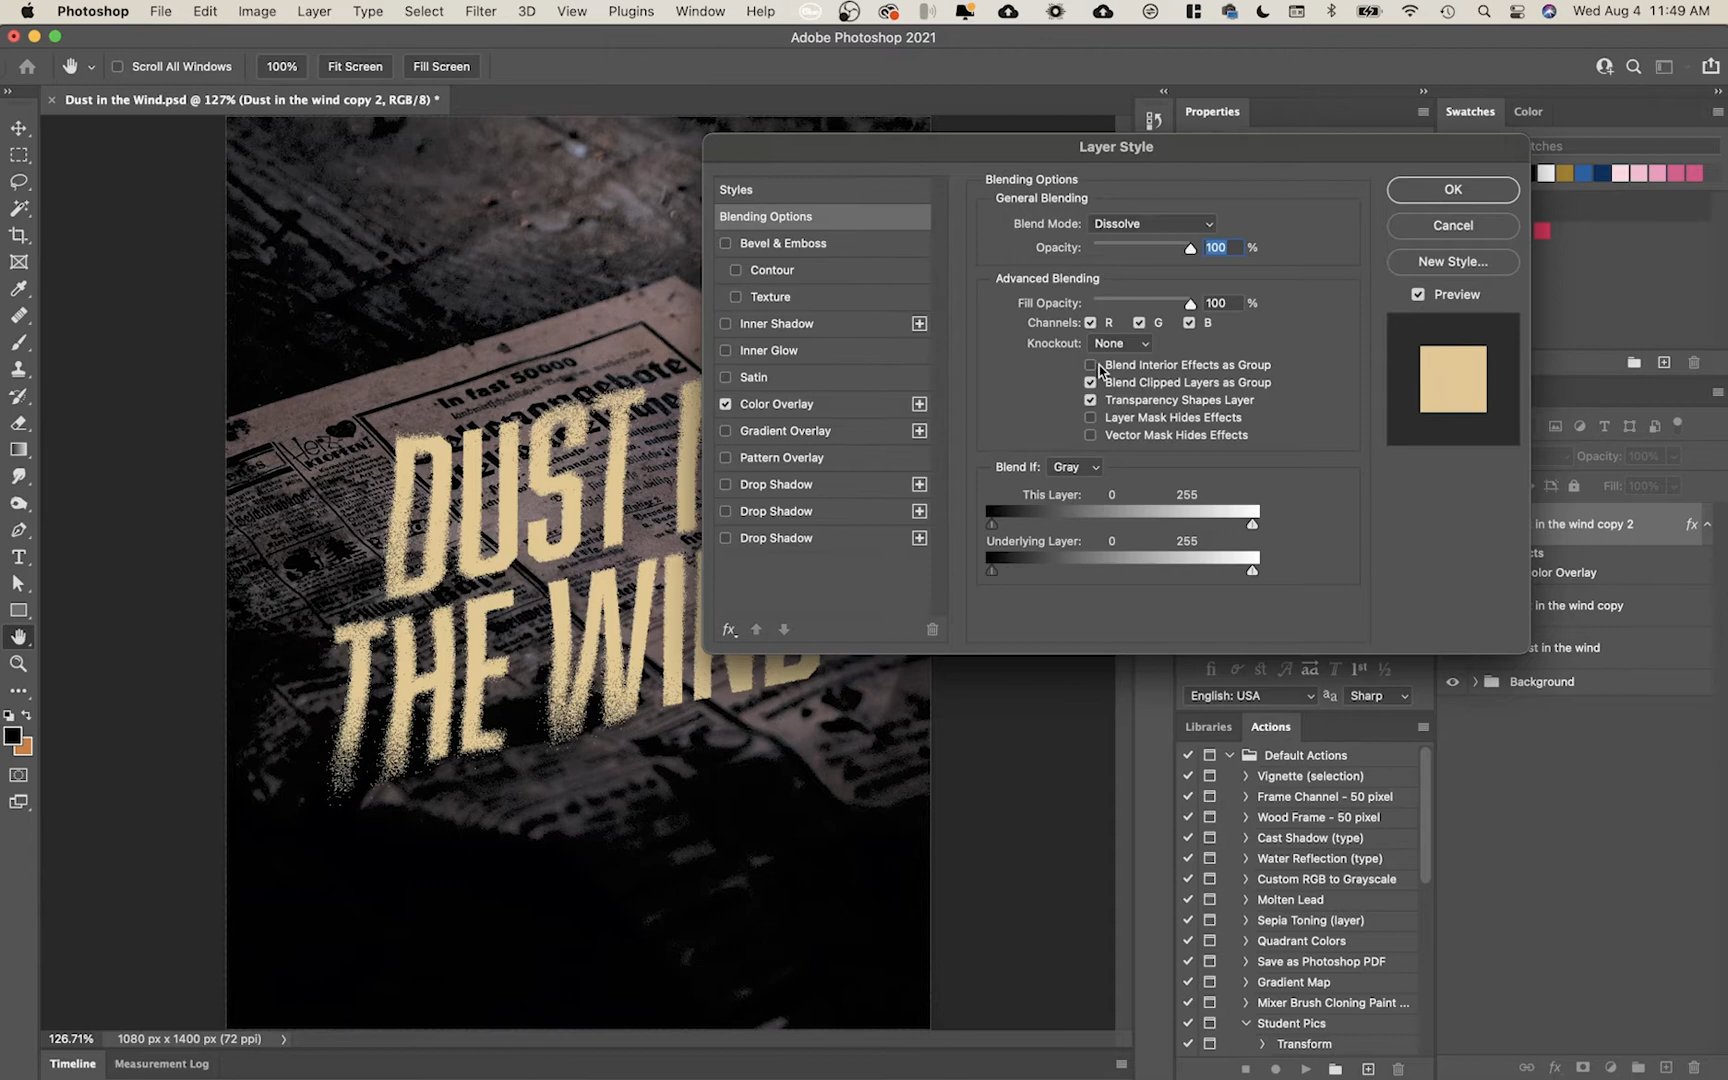 Photoshop File Edit Image Layer Type Select Filter 3D View Plugins Window Help Wed Aug 4 11:49 AM
Adobe Photoshop 2021
Scroll All Windows 100% Fit Screen Fill Screen
Dust in the Wind.psd @ 127% (Dust in the wind copy 2, RGB/8) *
Properties
Swatches Color
tches
Layer Style
Styles
Blending Options
Bevel & Emboss
Contour
Texture
Inner Shadow
Inner Glow
Satin
Color Overlay
Gradient Overlay
Pattern Overlay
Drop Shadow
Drop Shadow
Drop Shadow
fx
Blending Options
General Blending
Blend Mode: Dissolve
Opacity: 100 %
Advanced Blending
Fill Opacity: 100 %
Channels: R G B
Knockout: None
Blend Interior Effects as Group
Blend Clipped Layers as Group
Transparency Shapes Layer
Layer Mask Hides Effects
Vector Mask Hides Effects
Blend If: Gray
This Layer: 0 255
Underlying Layer: 0 255
OK
Cancel
New Style...
Preview
In fast 50000
DUST
THE WIND
Opacity: 100%
Fill: 100%
in the wind copy 2 fx
cts
olor Overlay
in the wind copy
st in the wind
Background
English: USA Sharp
Libraries Actions
Default Actions
Vignette (selection)
Frame Channel - 50 pixel
Wood Frame - 50 pixel
Cast Shadow (type)
Water Reflection (type)
Custom RGB to Grayscale
Molten Lead
Sepia Toning (layer)
Quadrant Colors
Save as Photoshop PDF
Gradient Map
Mixer Brush Cloning Paint ...
Student Pics
Transform
126.71% 1080 px x 1400 px (72 ppi)
Timeline Measurement Log